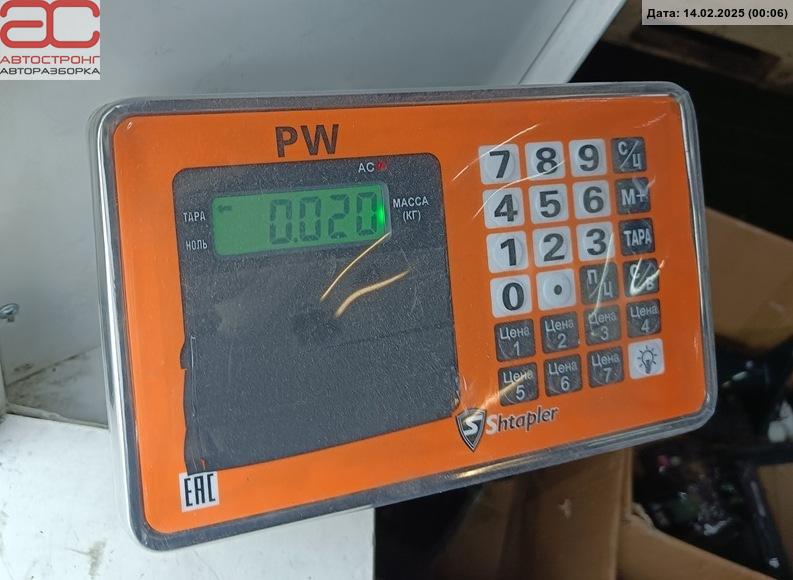 Дата: 14.02.2025 (00:06)
АС
АВТОСТРОНГ
АВТОРАЗБОРКА
PW
AC
ТАРА
НОЛЬ
0.020
МАССА
(КГ)
7 8 9 С/Ц
4 5 6 М+
1 2 3 ТАРА
0 . П/Ц
Цена 1 Цена 2 Цена 3 Цена 4
Цена 5 Цена 6 Цена 7
Shtapler
EAC